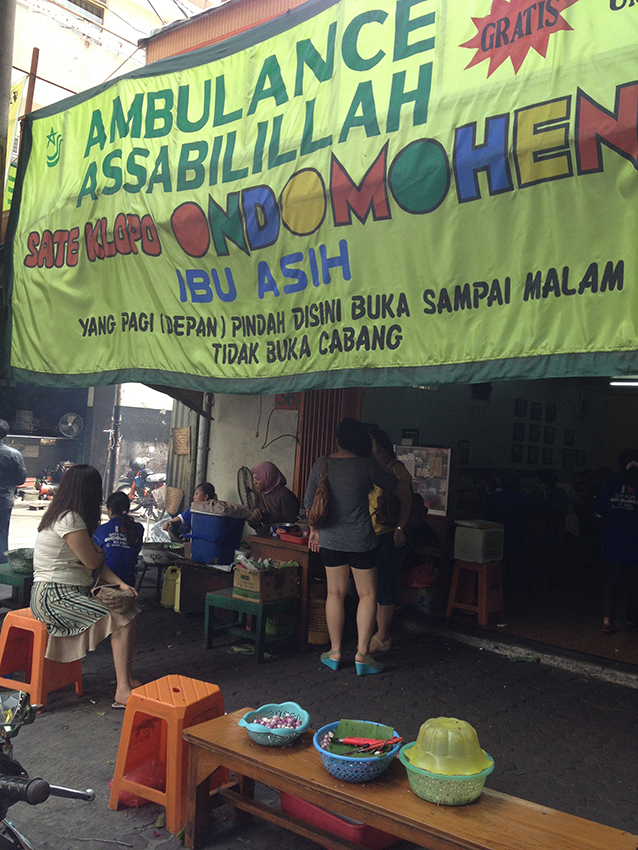 GRATIS
AMBULANCE
ASSABILILLAH
SATE KLOPO ONDOMOHEN
IBU ASIH
YANG PAGI (DEPAN) PINDAH DISINI BUKA SAMPAI MALAM
TIDAK BUKA CABANG